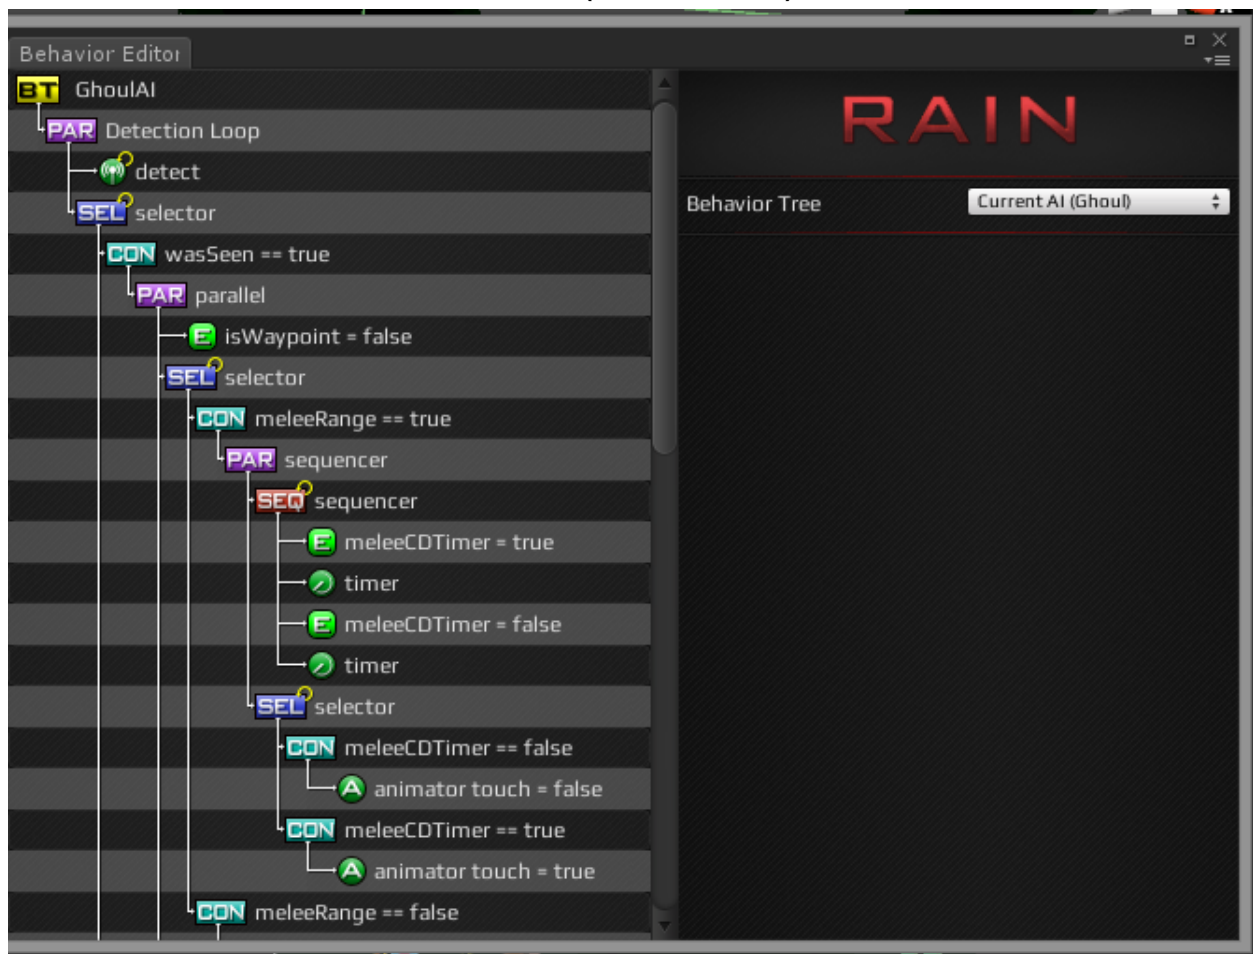 Behavior Editor
BT GhoulAI
PAR Detection Loop
detect
SEL selector
CON wasSeen == true
PAR parallel
E isWaypoint = false
SEL selector
CON meleeRange == true
PAR sequencer
SEQ sequencer
E meleeCDTimer = true
timer
E meleeCDTimer = false
timer
SEL selector
CON meleeCDTimer == false
A animator touch = false
CON meleeCDTimer == true
A animator touch = true
CON meleeRange == false
RAIN
Behavior Tree Current AI (Ghoul)